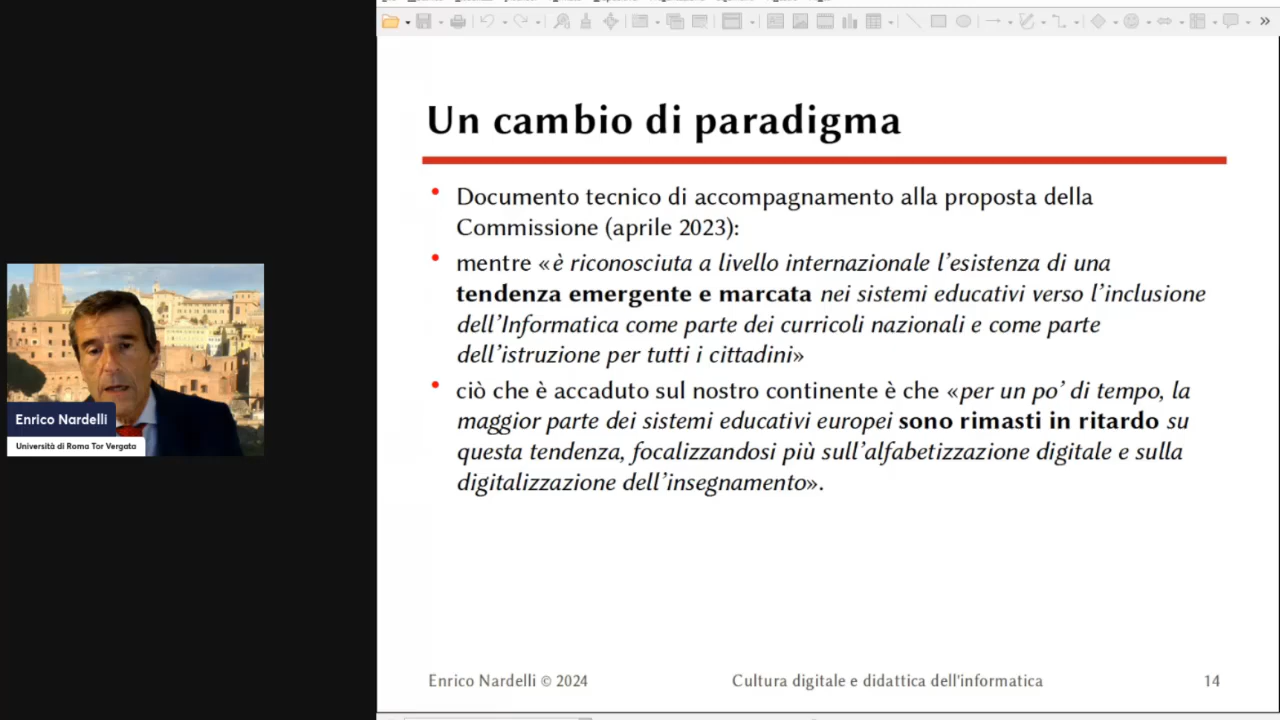 Un cambio di paradigma
Documento tecnico di accompagnamento alla proposta della
Commissione (aprile 2023):
mentre «è riconosciuta a livello internazionale l'esistenza di una
tendenza emergente e marcata nei sistemi educativi verso l'inclusione
dell'Informatica come parte dei curricoli nazionali e come parte
dell'istruzione per tutti i cittadini»
ciò che è accaduto sul nostro continente è che «per un po' di tempo, la
maggior parte dei sistemi educativi europei sono rimasti in ritardo su
questa tendenza, focalizzandosi più sull'alfabetizzazione digitale e sulla
digitalizzazione dell'insegnamento».
Enrico Nardelli
Università di Roma Tor Vergata
Enrico Nardelli © 2024
Cultura digitale e didattica dell'informatica
14